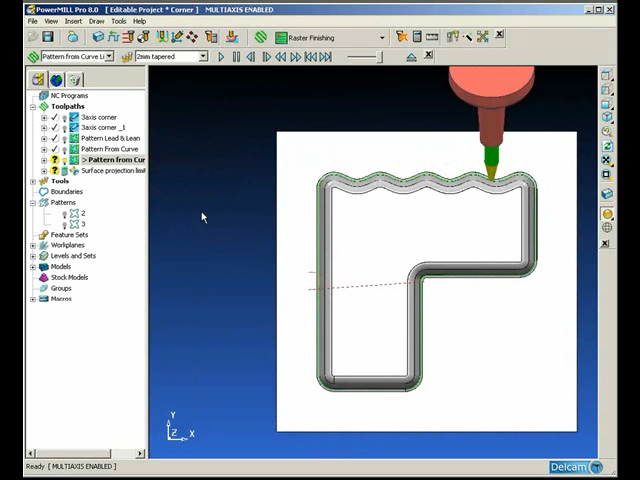 PowerMILL Pro 8.0 [ Editable Project * Corner ] MULTIAXIS ENABLED
File View Insert Draw Tools Help
Raster Finishing
Pattern from Curve Li
2mm tapered
NC Programs
Toolpaths
3axis corner
3axis corner _1
Pattern Lead & Lean
Pattern From Curve
> Pattern from Cur
Surface projection limit
Tools
Boundaries
Patterns
2
3
Feature Sets
Workplanes
Levels and Sets
Models
Stock Models
Groups
Macros
Y
Z X
Ready [ MULTIAXIS ENABLED ]
Delcam